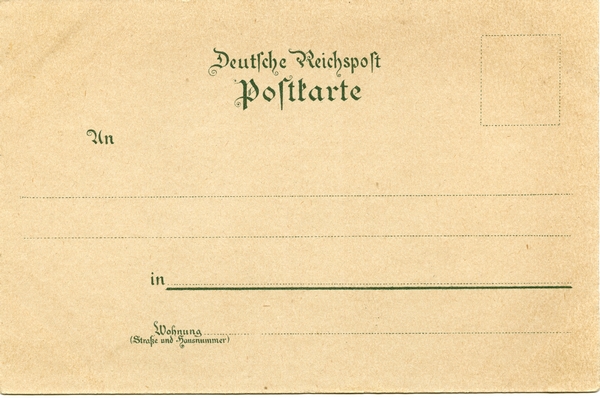 Deutſche Reichspoſt
Poſtkarte
An
in
Wohnung
(Straße und Hausnummer)